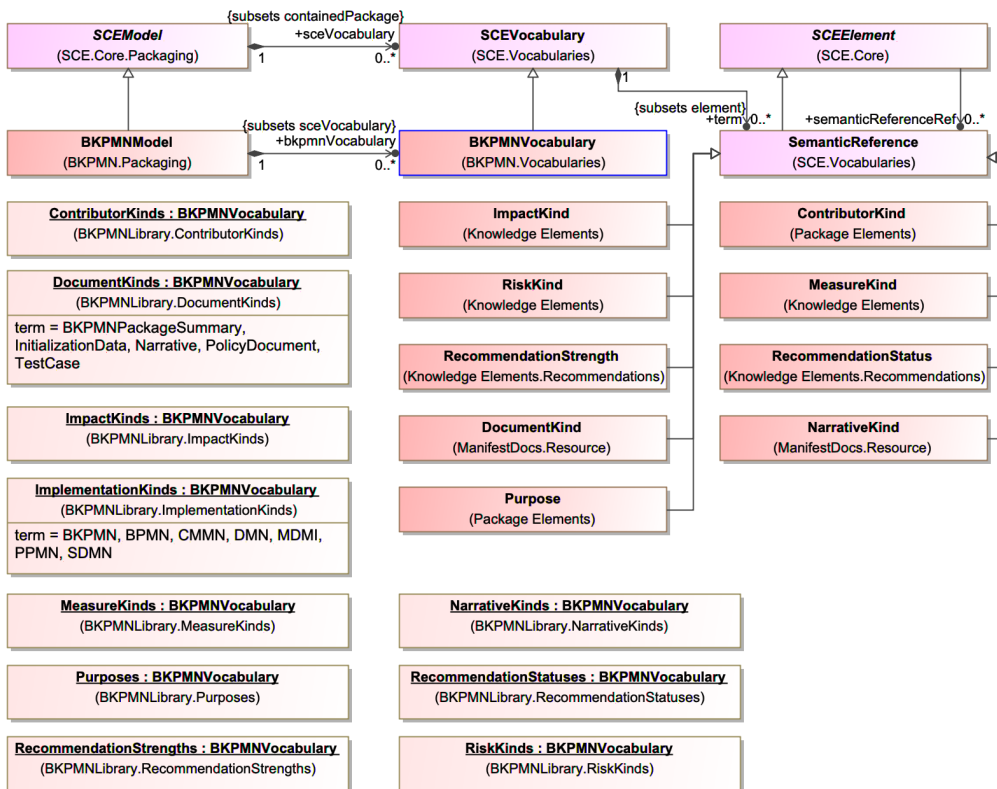 {subsets containedPackage}
SCEModel
(SCE.Core.Packaging)
+sceVocabulary
1
0..*
SCEVocabulary
(SCE.Vocabularies)
SCEElement
(SCE.Core)
1
{subsets element}
+term
0..*
+semanticReferenceRef
0..*
BKPMNModel
(BKPMN.Packaging)
{subsets sceVocabulary}
+bkpmnVocabulary
1
0..*
BKPMNVocabulary
(BKPMN.Vocabularies)
SemanticReference
(SCE.Vocabularies)
ContributorKinds : BKPMNVocabulary
(BKPMNLibrary.ContributorKinds)
ImpactKind
(Knowledge Elements)
ContributorKind
(Package Elements)
DocumentKinds : BKPMNVocabulary
(BKPMNLibrary.DocumentKinds)
term = BKPMNPackageSummary,
InitializationData, Narrative, PolicyDocument,
TestCase
RiskKind
(Knowledge Elements)
MeasureKind
(Knowledge Elements)
RecommendationStrength
(Knowledge Elements.Recommendations)
RecommendationStatus
(Knowledge Elements.Recommendations)
ImpactKinds : BKPMNVocabulary
(BKPMNLibrary.ImpactKinds)
DocumentKind
(ManifestDocs.Resource)
NarrativeKind
(ManifestDocs.Resource)
ImplementationKinds : BKPMNVocabulary
(BKPMNLibrary.ImplementationKinds)
term = BKPMN, BPMN, CMMN, DMN, MDMI,
PPMN, SDMN
Purpose
(Package Elements)
MeasureKinds : BKPMNVocabulary
(BKPMNLibrary.MeasureKinds)
NarrativeKinds : BKPMNVocabulary
(BKPMNLibrary.NarrativeKinds)
Purposes : BKPMNVocabulary
(BKPMNLibrary.Purposes)
RecommendationStatuses : BKPMNVocabulary
(BKPMNLibrary.RecommendationStatuses)
RecommendationStrengths : BKPMNVocabulary
(BKPMNLibrary.RecommendationStrengths)
RiskKinds : BKPMNVocabulary
(BKPMNLibrary.RiskKinds)